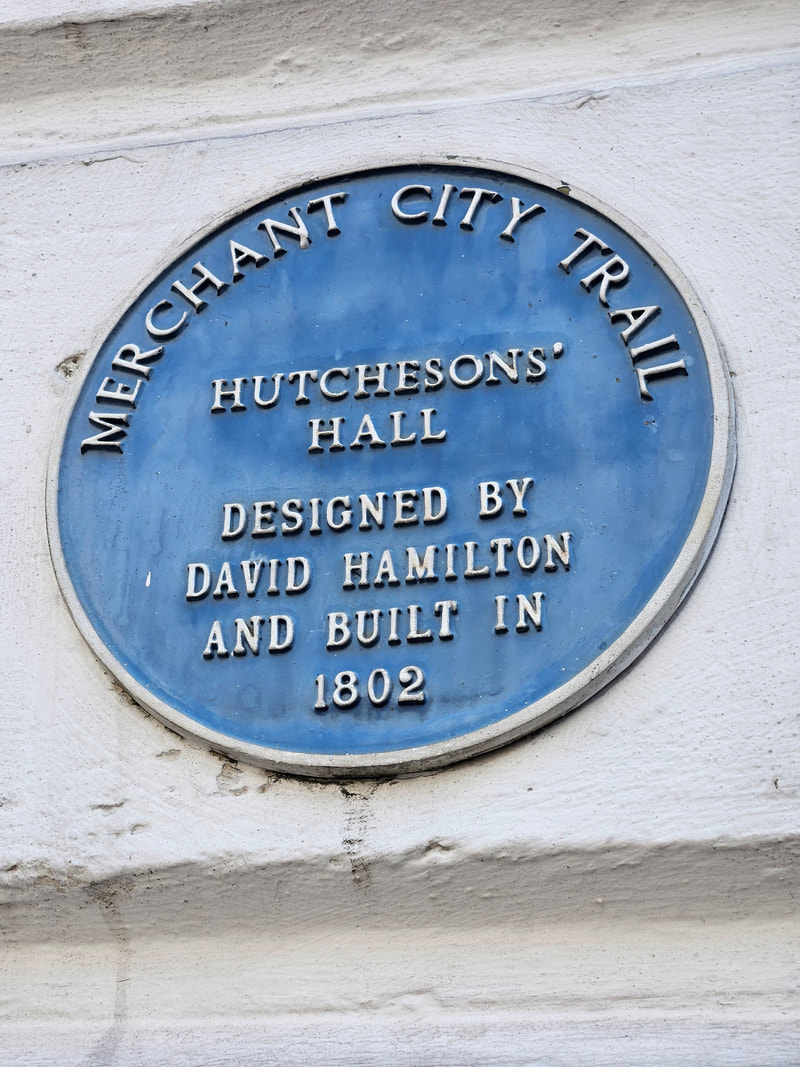 MERCHANT CITY TRAIL
HUTCHESONS'
HALL
DESIGNED BY
DAVID HAMILTON
AND BUILT IN
1802